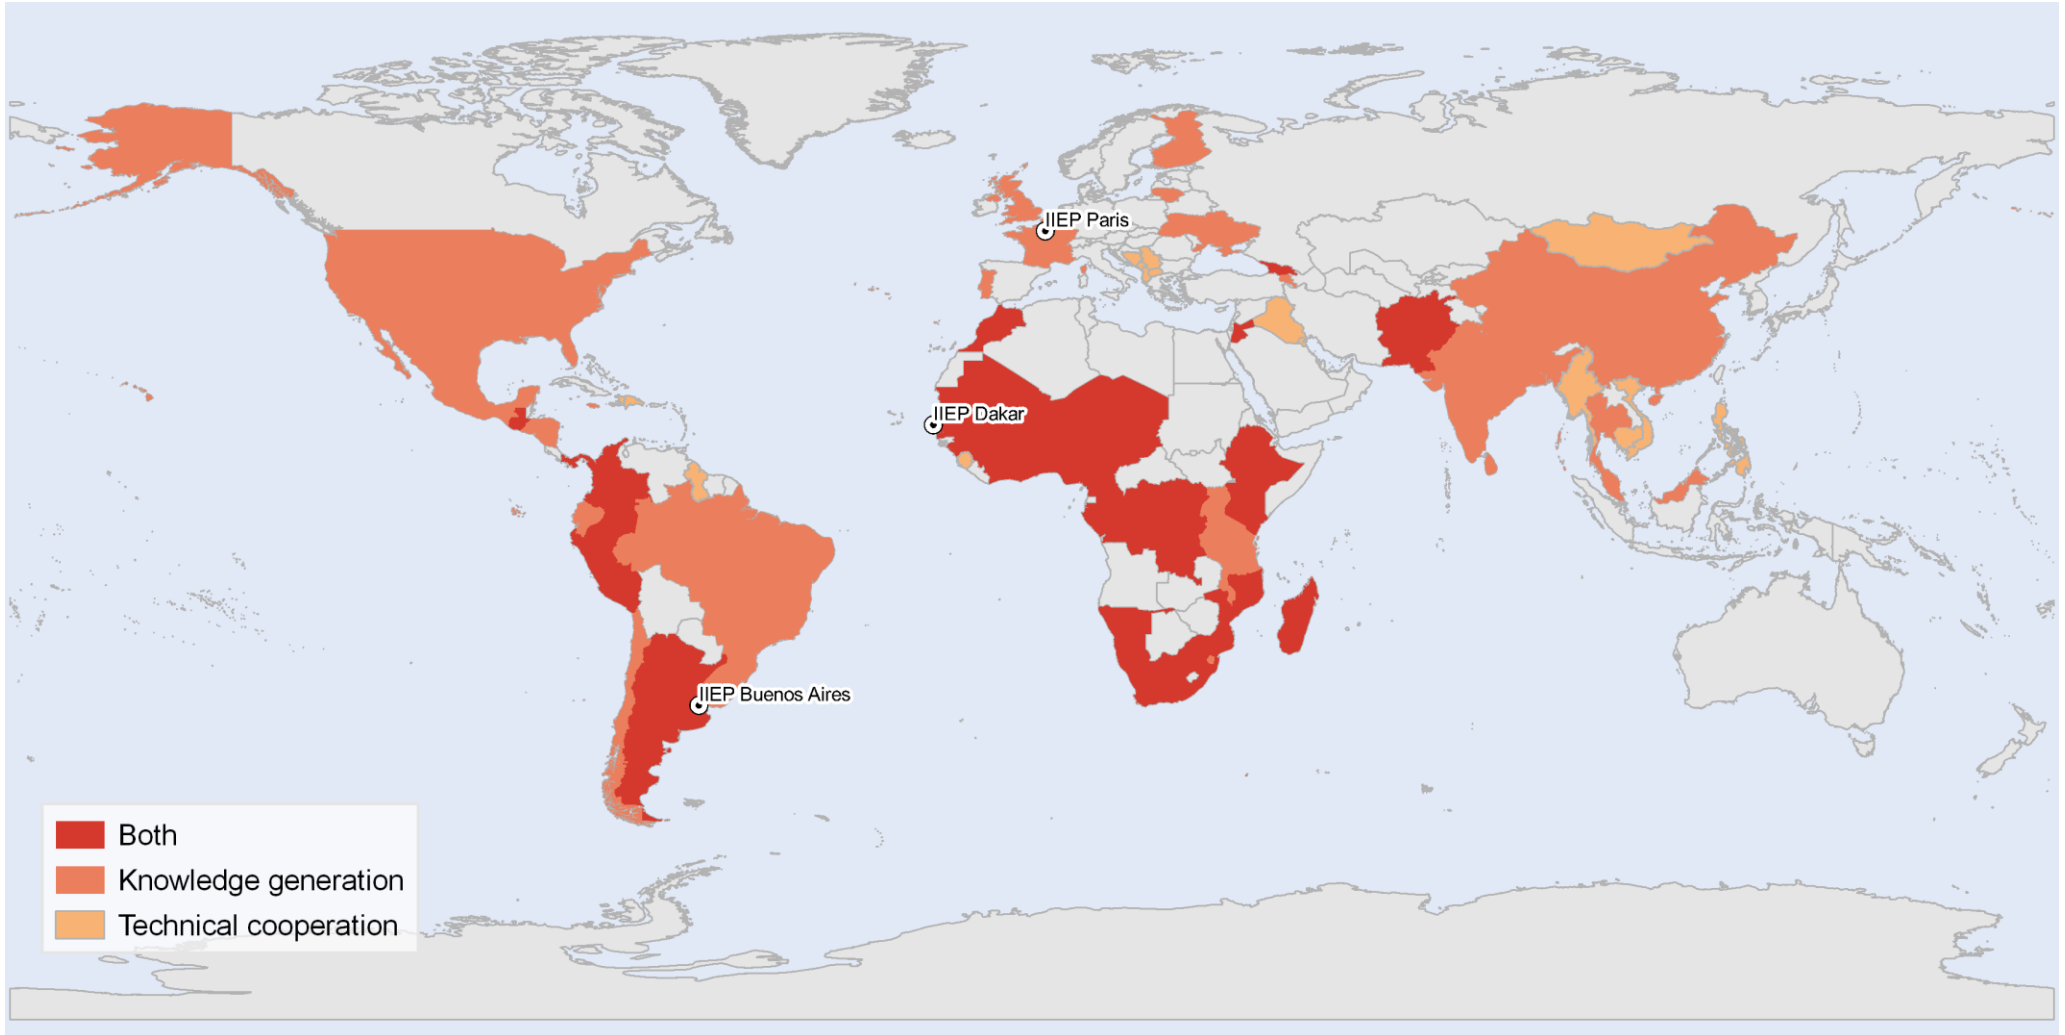 IIEP Paris
IIEP Dakar
IIEP Buenos Aires
Both
Knowledge generation
Technical cooperation